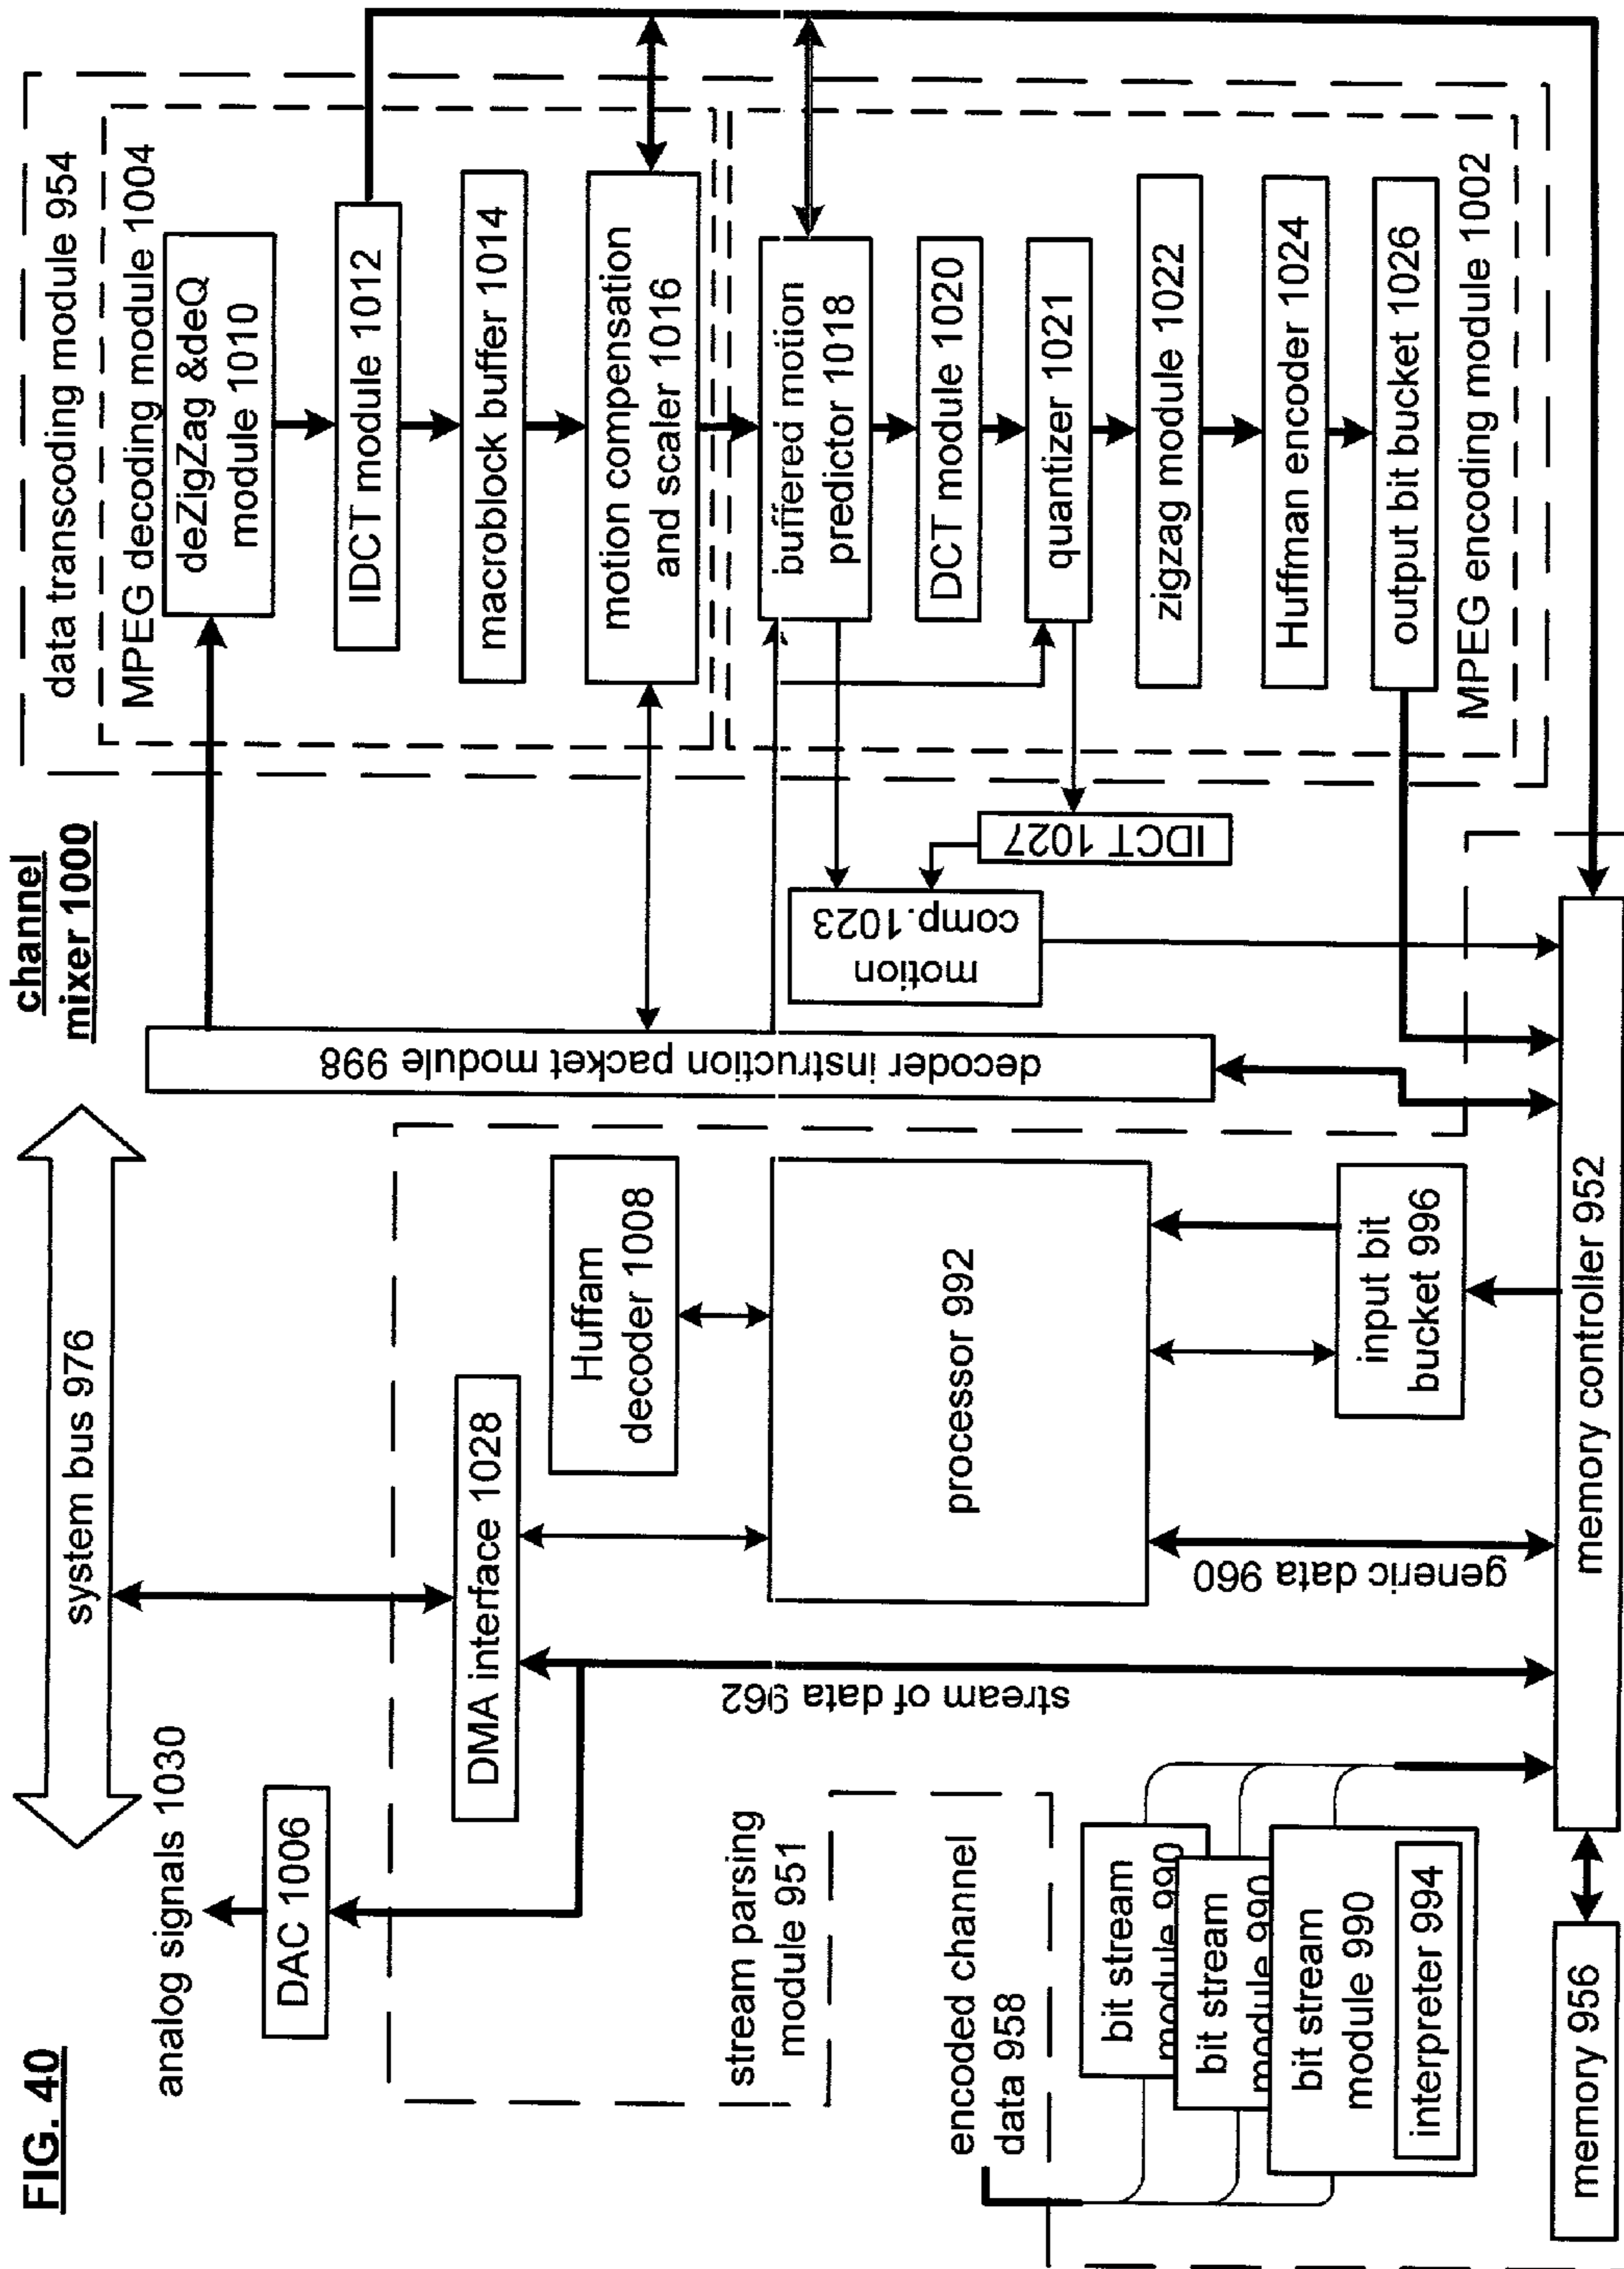 FIG. 40
channel
mixer 1000
system bus 976
analog signals 1030
DAC 1006
DMA interface 1028
Huffam
decoder 1008
processor 992
input bit
bucket 996
generic data 960
stream of data 962
stream parsing
module 951
encoded channel
data 958
bit stream
module 990
bit stream
module 990
bit stream
module 990
interpreter 994
memory 956
memory controller 952
decoder instruction packet module 998
motion
comp. 1023
IDCT 1027
data transcoding module 954
MPEG decoding module 1004
deZigZag &deQ
module 1010
IDCT module 1012
macroblock buffer 1014
motion compensation
and scaler 1016
buffered motion
predictor 1018
DCT module 1020
quantizer 1021
zigzag module 1022
Huffman encoder 1024
output bit bucket 1026
MPEG encoding module 1002